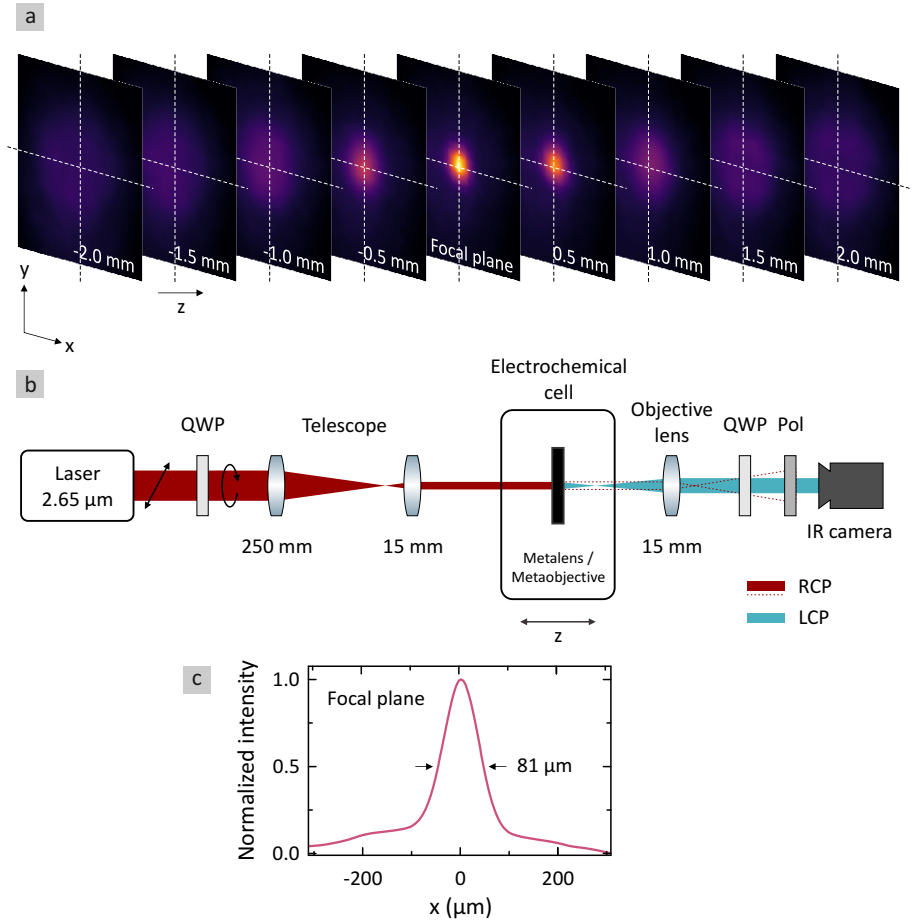 a
-2.0 mm
-1.5 mm
-1.0 mm
-0.5 mm
Focal plane
0.5 mm
1.0 mm
1.5 mm
2.0 mm
y
x
z
b
Electrochemical
cell
QWP
Telescope
Objective
lens
QWP
Pol
Laser
2.65 µm
250 mm
15 mm
Metalens /
Metaobjective
15 mm
IR camera
z
RCP
LCP
c
Normalized intensity
1.0
0.5
0.0
Focal plane
81 µm
-200
0
200
x (µm)